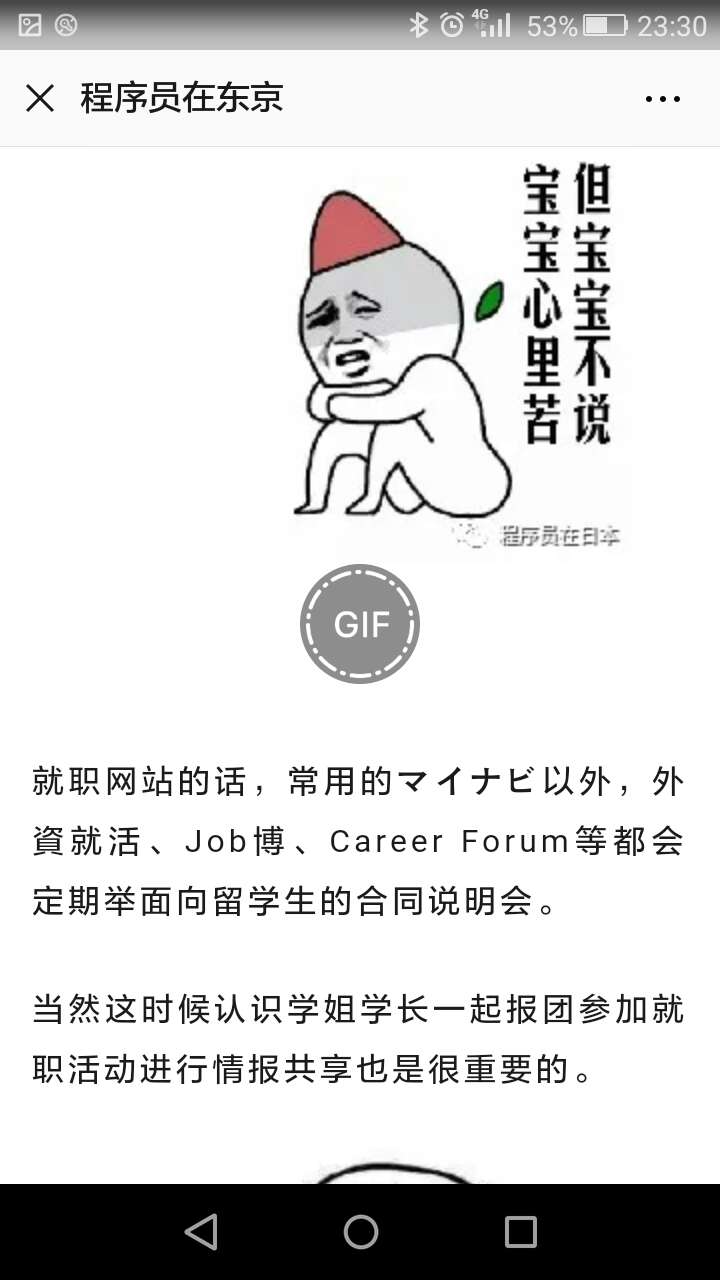 4G
53%
23:30
程序员在东京
但宝宝不说
宝宝心里苦
程序员在日本
GIF
就职网站的话，常用的マイナビ以外，外
資就活、Job博、Career Forum等都会
定期举面向留学生的合同说明会。
当然这时候认识学姐学长一起报团参加就
职活动进行情报共享也是很重要的。